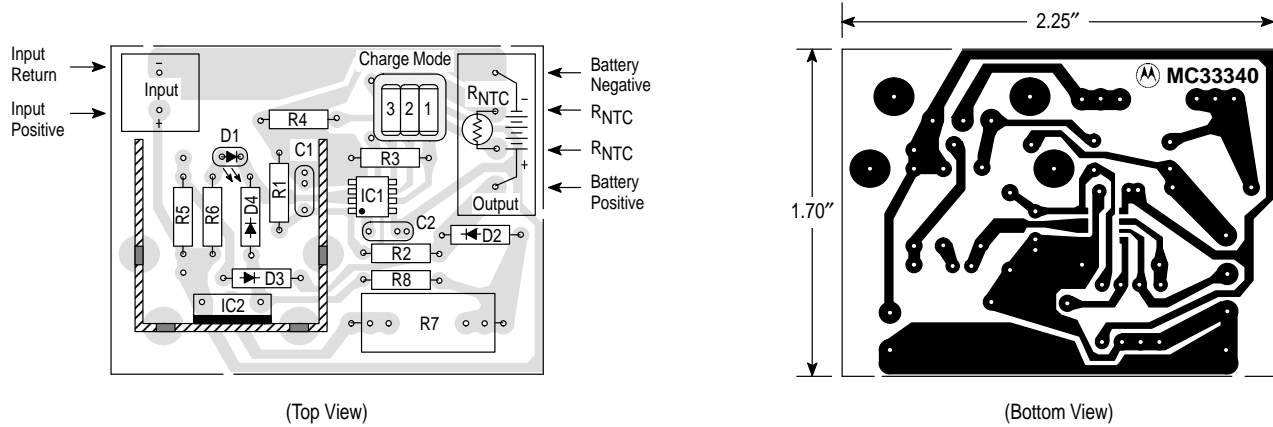 Input
Return
Input
Positive
−
Input
+
Charge Mode
3 2 1
RNTC
−
+
Output
Battery
Negative
RNTC
RNTC
Battery
Positive
R4
D1
C1
R3
R5
R6
D4
R1
IC1
C2
R2
D2
D3
R8
IC2
R7
(Top View)
2.25″
MC33340
1.70″
(Bottom View)